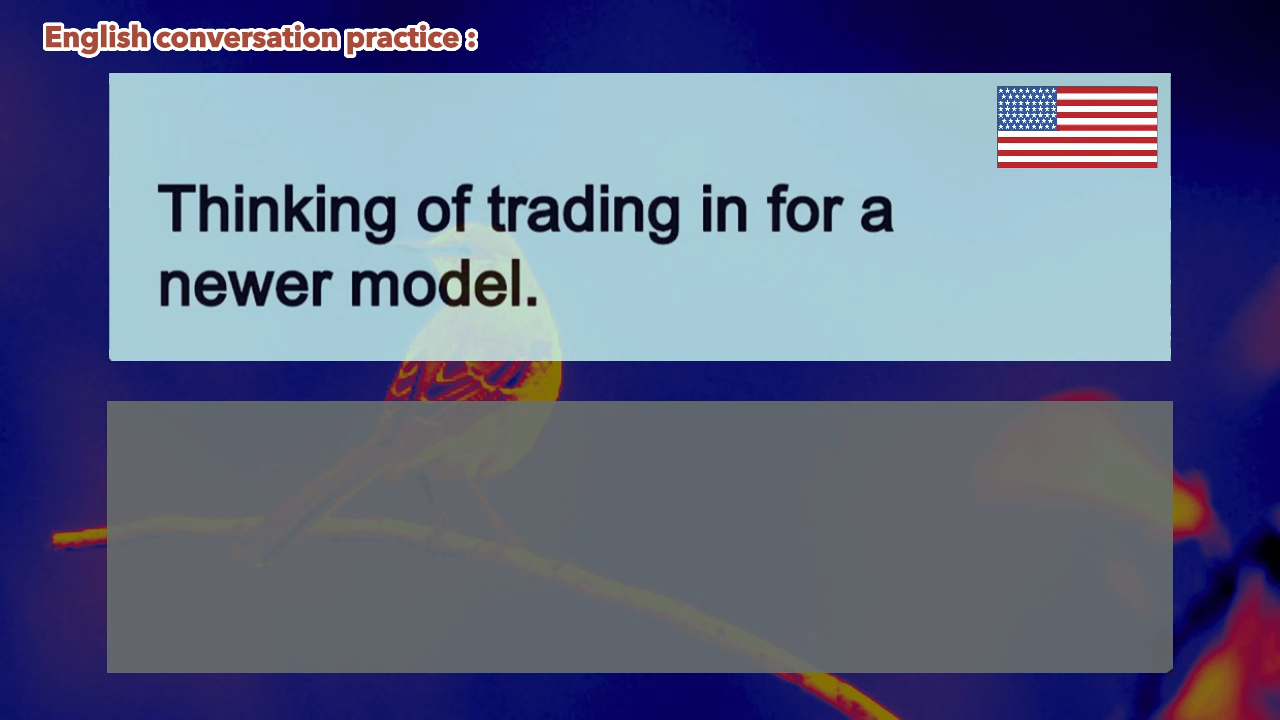 English conversation practice :
Thinking of trading in for a
newer model.